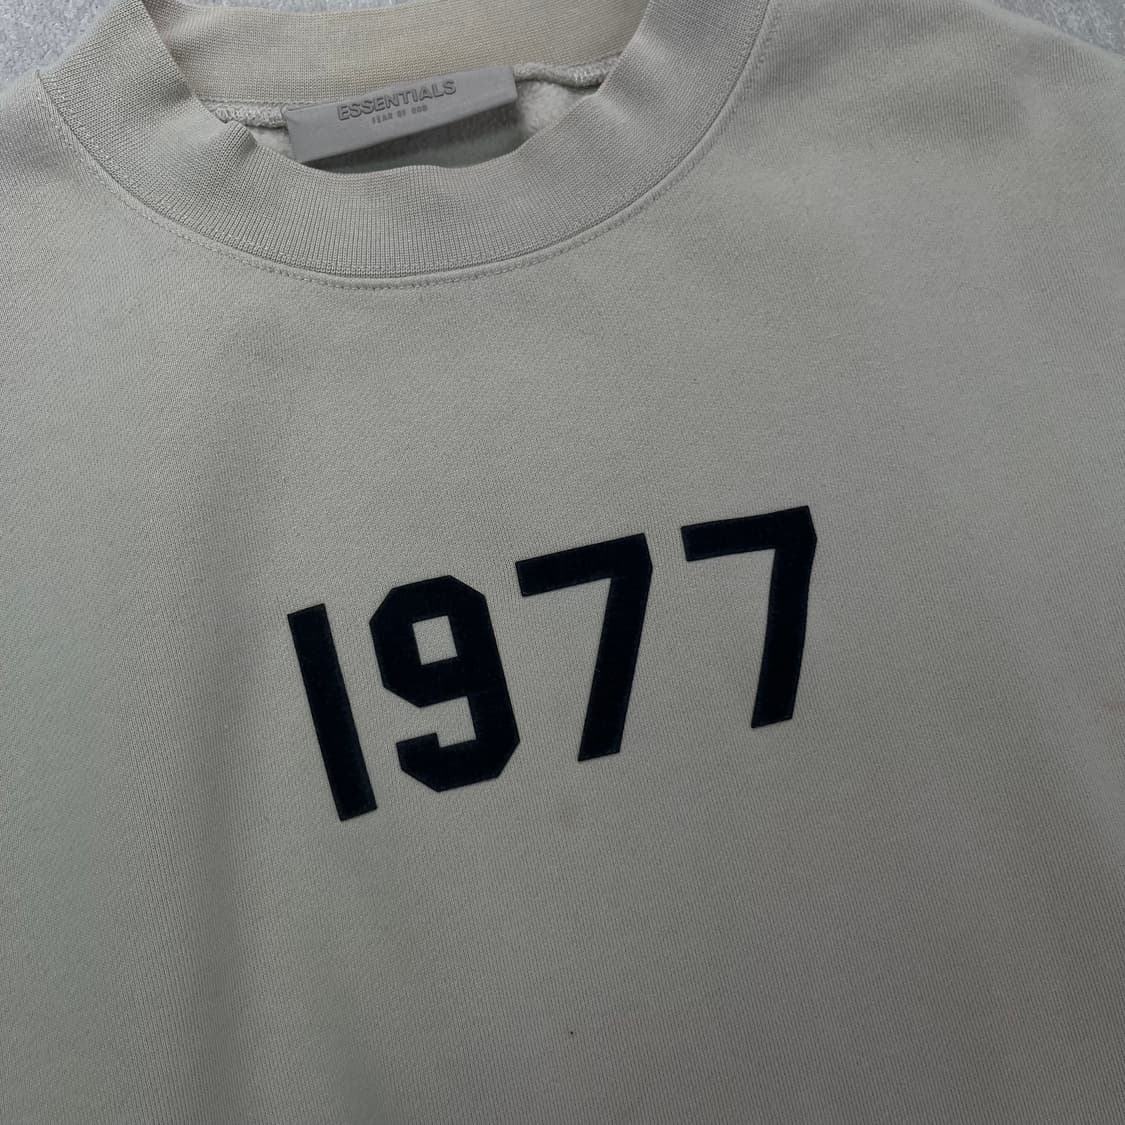 ESSENTIALS
FEAR OF GOD
1977